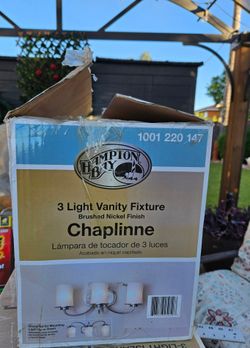 1001 220 147
HAMPTON
BAY
3 Light Vanity Fixture
Brushed Nickel Finish
Chaplinne
Lámpara de tocador de 3 luces
Acabado en níquel cepillado